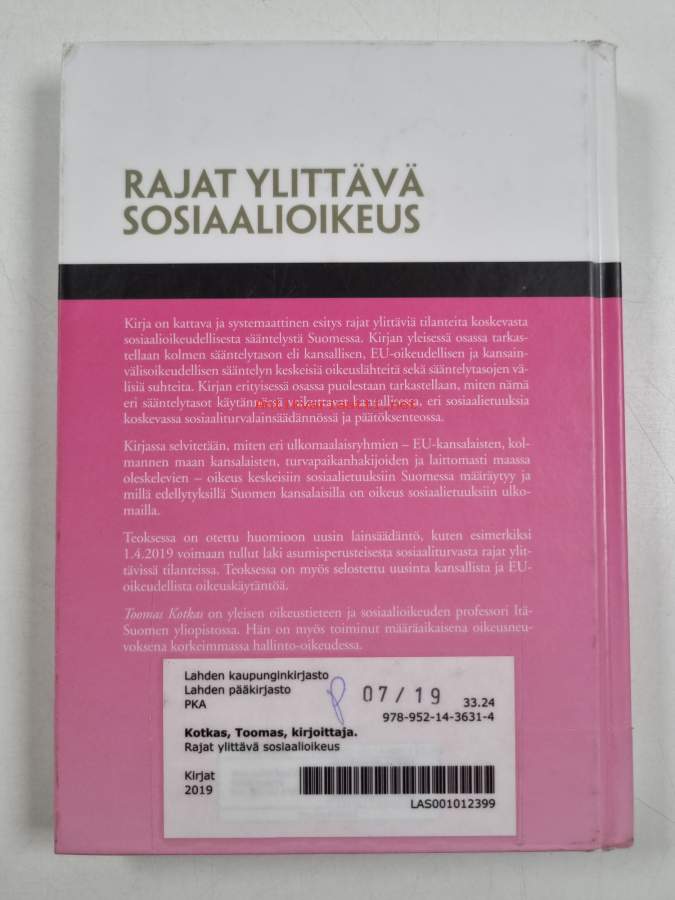 RAJAT YLITTÄVÄ
SOSIAALIOIKEUS
Kirja on kattava ja systemaattinen esitys rajat ylittäviä tilanteita koskevasta
sosiaalioikeudellisesta sääntelystä Suomessa. Kirjan yleisessä osassa tarkas-
tellaan kolmen sääntelytason eli kansallisen, EU-oikeudellisen ja kansain-
välisoikeudellisen sääntelyn keskeisiä oikeuslähteitä sekä sääntelytasojen vä-
lisiä suhteita. Kirjan erityisessä osassa puolestaan tarkastellaan, miten nämä
eri sääntelytasot käytännössä vaikuttavat kansallisessa, eri sosiaalietuuksia
koskevassa sosiaaliturvalainsäädännössä ja päätöksenteossa.
Kirjassa selvitetään, miten eri ulkomaalaisryhmien – EU-kansalaisten, kol-
mannen maan kansalaisten, turvapaikanhakijoiden ja laittomasti maassa
oleskelevien – oikeus keskeisiin sosiaalietuuksiin Suomessa määräytyy ja
millä edellytyksillä Suomen kansalaisilla on oikeus sosiaalietuuksiin ulko-
mailla.
Teoksessa on otettu huomioon uusin lainsäädäntö, kuten esimerkiksi
1.4.2019 voimaan tullut laki asumisperusteisesta sosiaaliturvasta rajat ylit-
tävissä tilanteissa. Teoksessa on myös selostettu uusinta kansallista ja EU-
oikeudellista oikeuskäytäntöä.
Toomas Kotkas on yleisen oikeustieteen ja sosiaalioikeuden professori Itä-
Suomen yliopistossa. Hän on myös toiminut määräaikaisena oikeusneu-
voksena korkeimmassa hallinto-oikeudessa.
Lahden kaupunginkirjasto
Lahden pääkirjasto
PKA
07/19
33.24
978-952-14-3631-4
Kotkas, Toomas, kirjoittaja.
Rajat ylittävä sosiaalioikeus
Kirjat
2019
LAS001012399